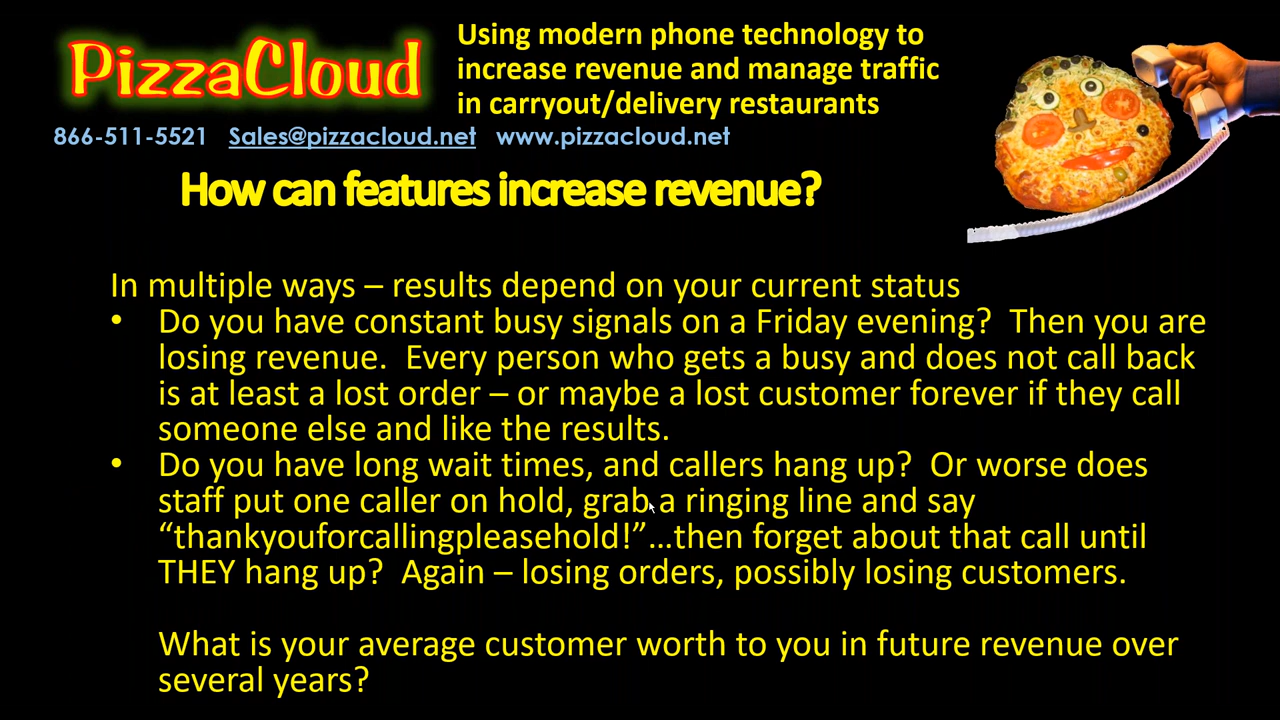 PizzaCloud
Using modern phone technology to
increase revenue and manage traffic
in carryout/delivery restaurants
866-511-5521 Sales@pizzacloud.net www.pizzacloud.net
How can features increase revenue?
In multiple ways – results depend on your current status
• Do you have constant busy signals on a Friday evening? Then you are
losing revenue. Every person who gets a busy and does not call back
is at least a lost order – or maybe a lost customer forever if they call
someone else and like the results.
• Do you have long wait times, and callers hang up? Or worse does
staff put one caller on hold, grab a ringing line and say
“thankyouforcallingpleasehold!”…then forget about that call until
THEY hang up? Again – losing orders, possibly losing customers.
What is your average customer worth to you in future revenue over
several years?